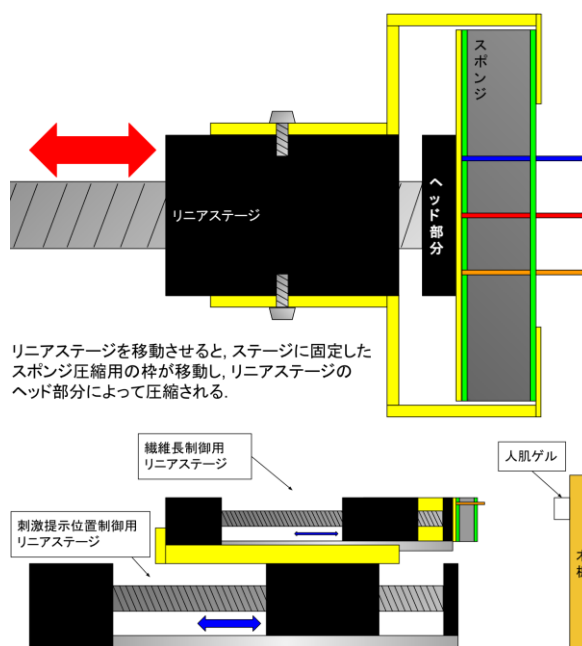 スポンジ
リニアステージ
ヘッド部分
リニアステージを移動させると, ステージに固定した
スポンジ圧縮用の枠が移動し, リニアステージの
ヘッド部分によって圧縮される.
繊維長制御用
リニアステージ
人肌ゲル
刺激提示位置制御用
リニアステージ
木板